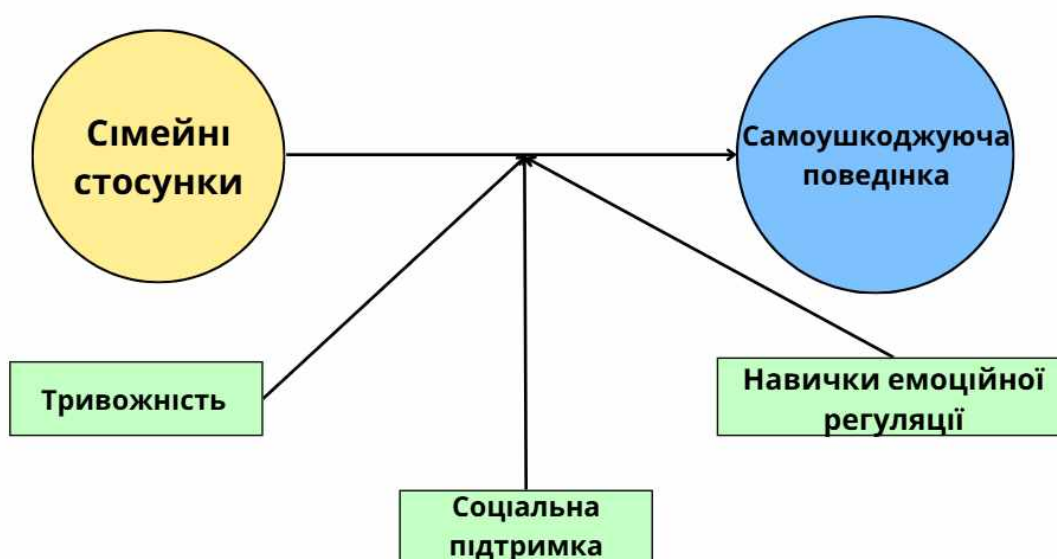 Сімейні
стосунки
Самоушкоджуюча
поведінка
Тривожність
Навички емоційної
регуляції
Соціальна
підтримка